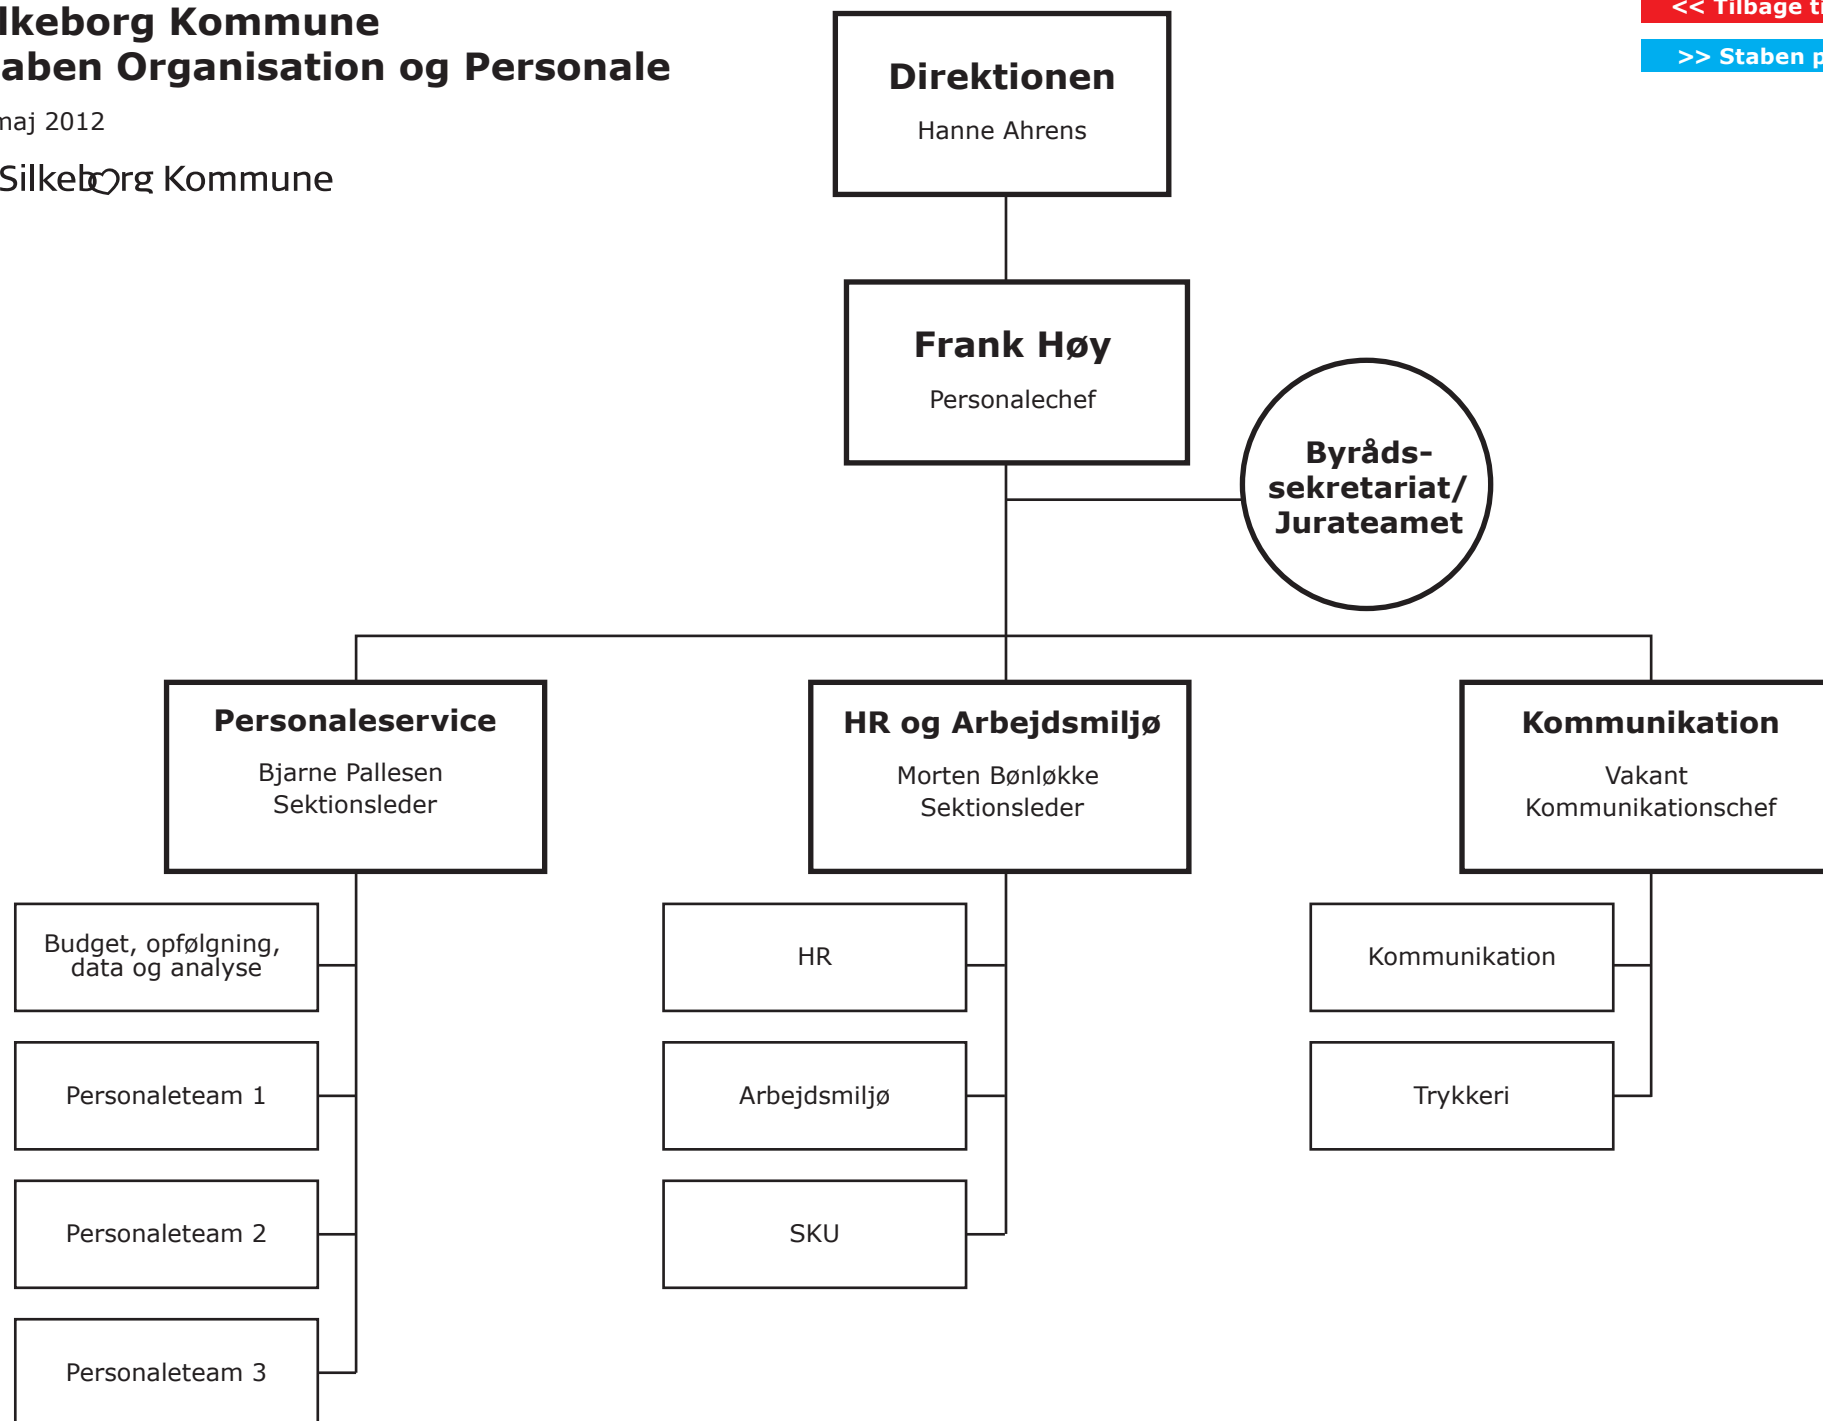 lkeborg Kommune
aben Organisation og Personale
maj 2012
Silkeborg Kommune
<< Tilbage ti
>> Staben p
Direktionen
Hanne Ahrens
Frank Høy
Personalechef
Byråds-
sekretariat/
Jurateamet
Personaleservice
Bjarne Pallesen
Sektionsleder
Budget, opfølgning,
data og analyse
Personaleteam 1
Personaleteam 2
Personaleteam 3
HR og Arbejdsmiljø
Morten Bønløkke
Sektionsleder
HR
Arbejdsmiljø
SKU
Kommunikation
Vakant
Kommunikationschef
Kommunikation
Trykkeri